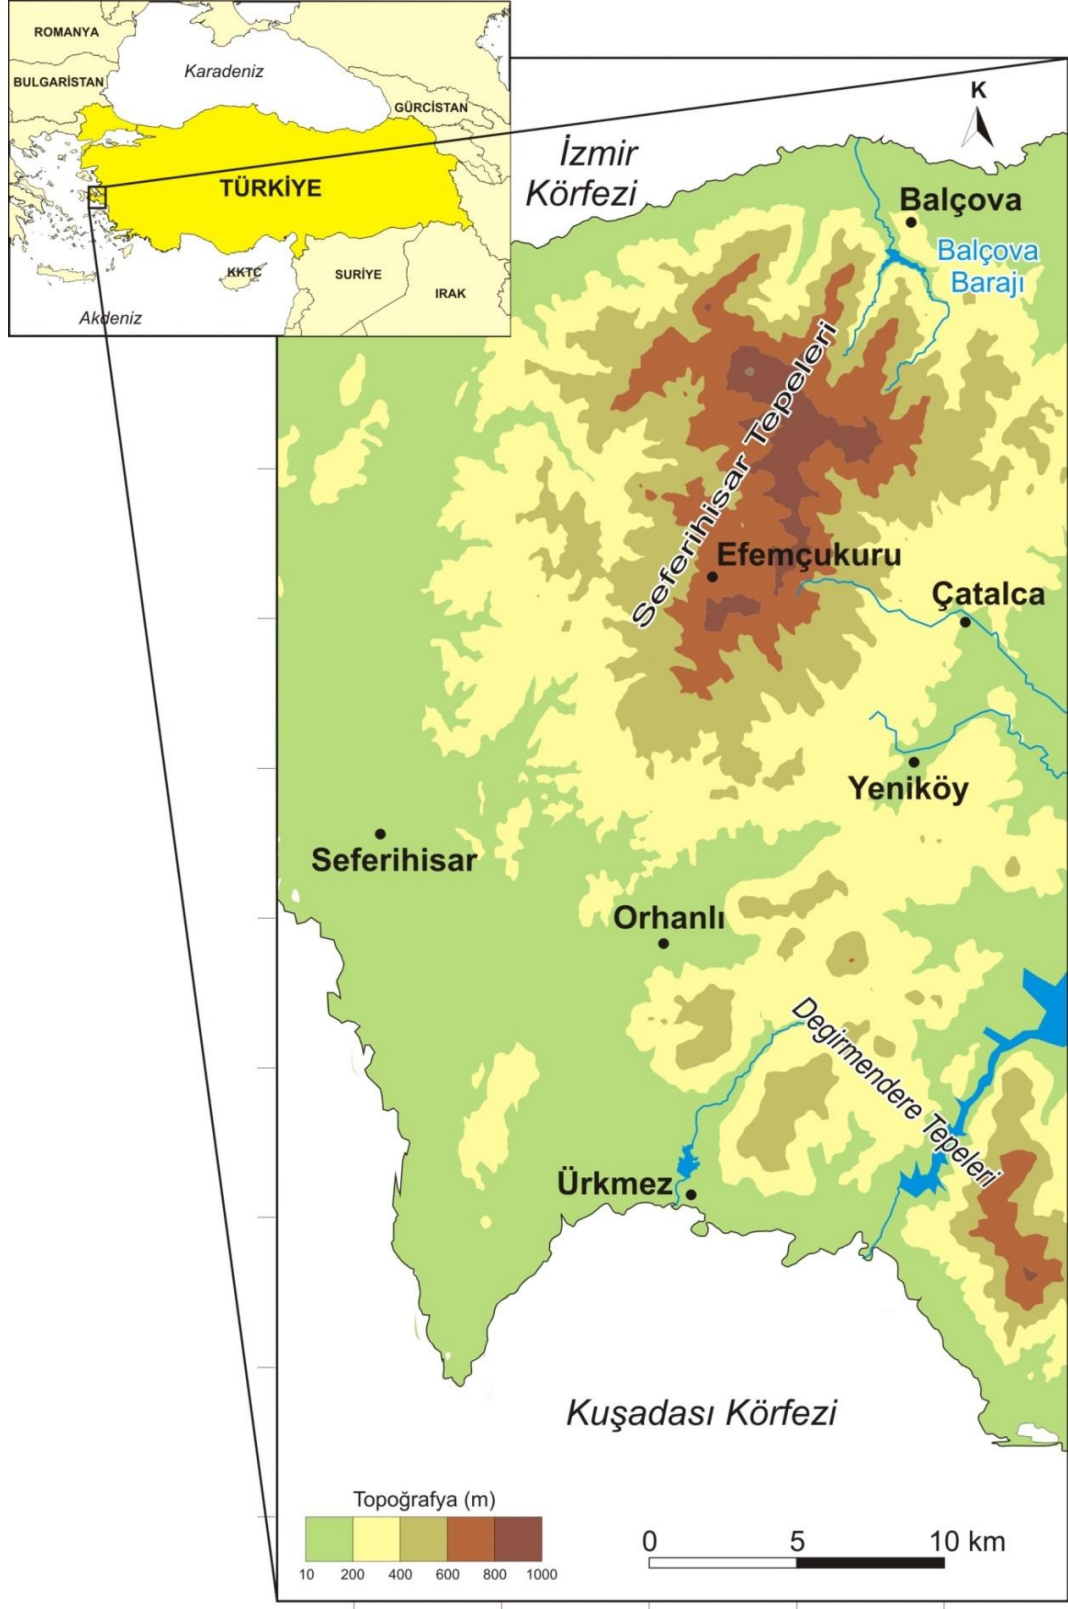 ROMANYA
Karadeniz
BULGARİSTAN
GÜRCİSTAN
TÜRKİYE
KKTC
SURİYE
IRAK
Akdeniz
K
İzmir
Körfezi
Balçova
Balçova
Barajı
Seferihisar Tepeleri
Efemçukuru
Çatalca
Yeniköy
Seferihisar
Orhanlı
Degirmendere Tepeleri
Ürkmez
Kuşadası Körfezi
Topoğrafya (m)
10 200 400 600 800 1000
0 5 10 km